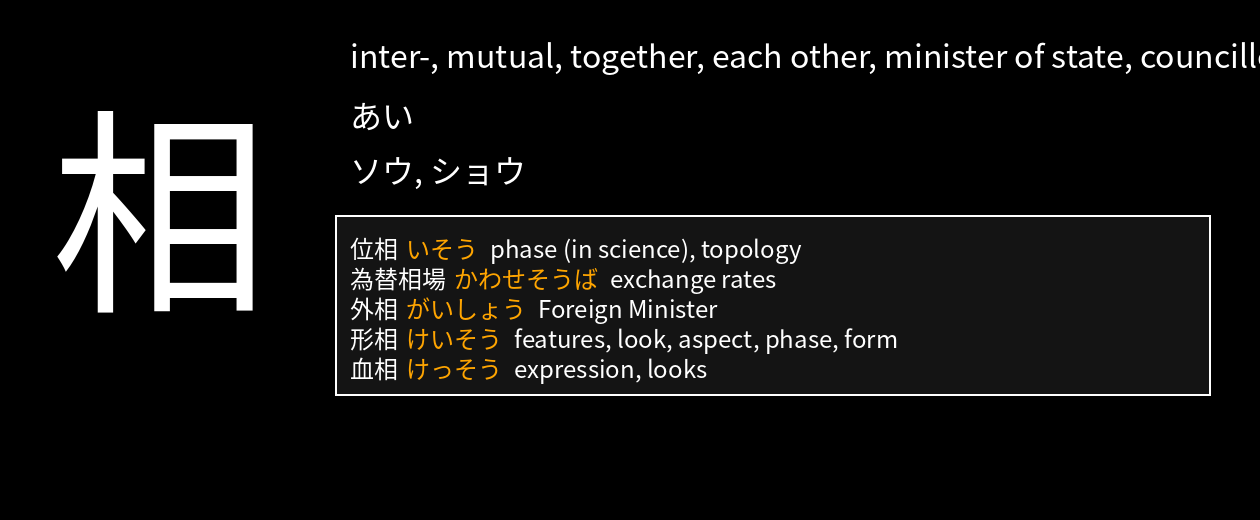 相
inter-, mutual, together, each other, minister of state,
あい
ソウ, ショウ
位相 いそう phase (in science), topology
為替相場 かわせそうば exchange rates
外相 がいしょう Foreign Minister
形相 けいそう features, look, aspect, phase, form
血相 けっそう expression, looks